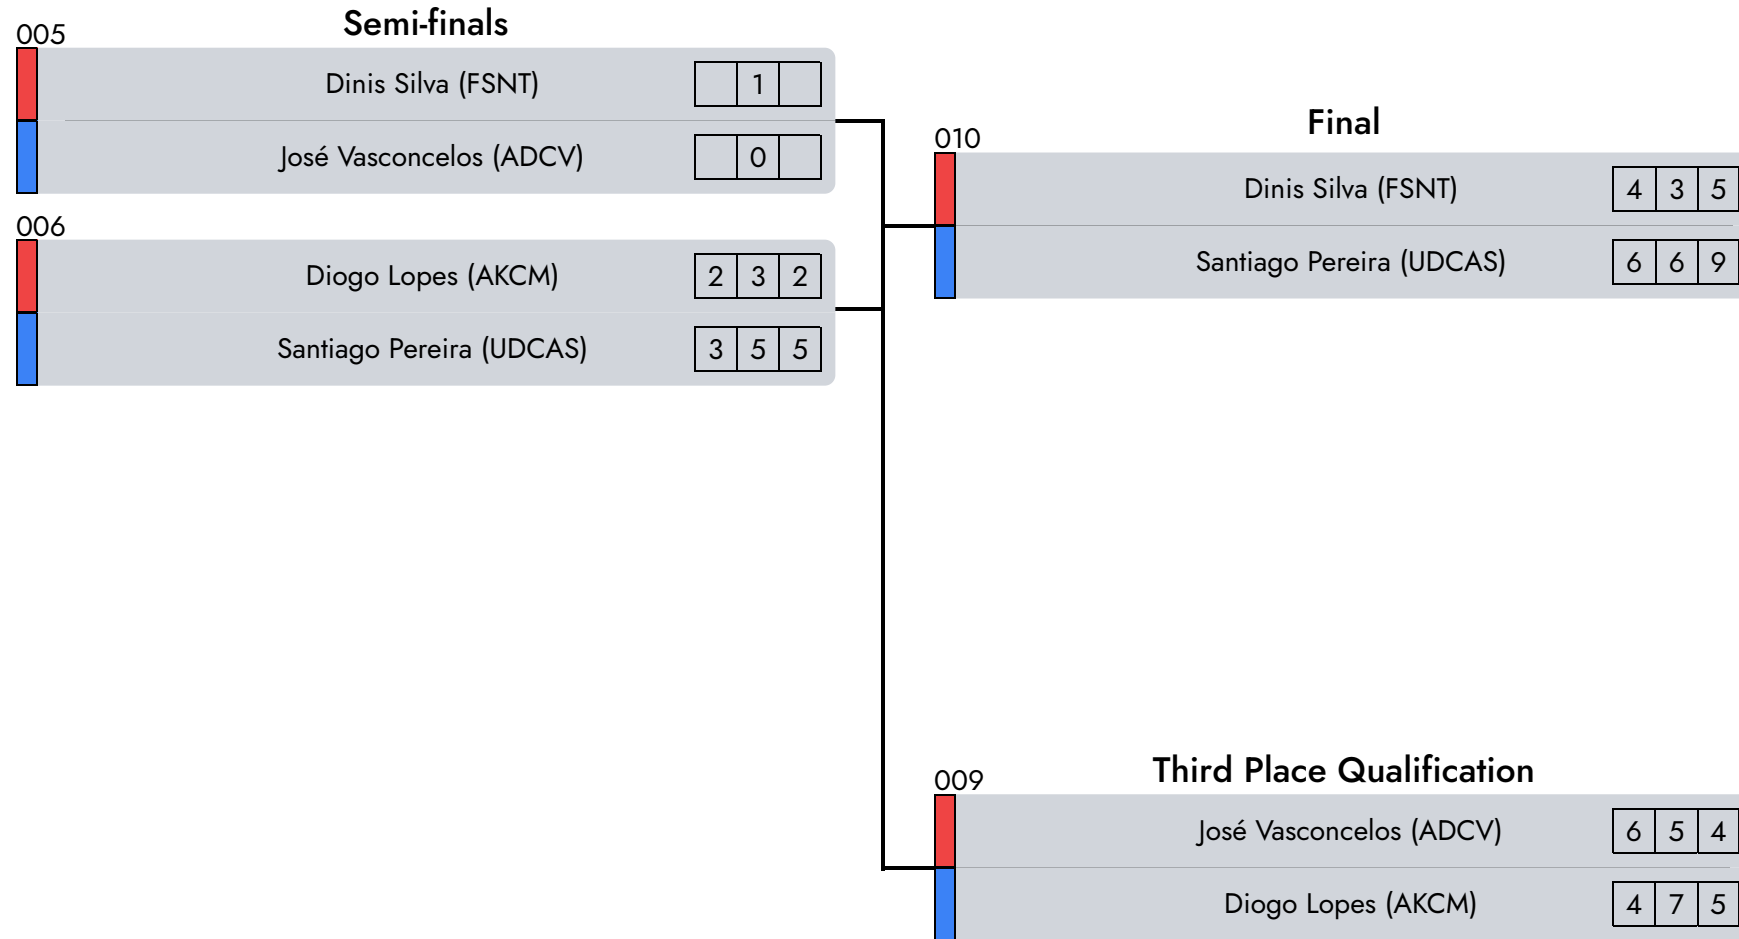 Semi-finals
005
Dinis Silva (FSNT) 1
José Vasconcelos (ADCV) 0
006
Diogo Lopes (AKCM) 2 3 2
Santiago Pereira (UDCAS) 3 5 5
Final
010
Dinis Silva (FSNT) 4 3 5
Santiago Pereira (UDCAS) 6 6 9
Third Place Qualification
009
José Vasconcelos (ADCV) 6 5 4
Diogo Lopes (AKCM) 4 7 5